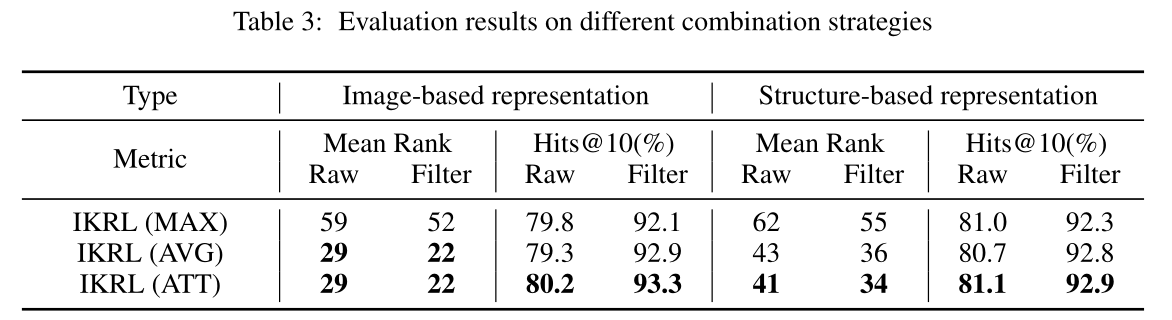 Table 3: Evaluation results on different combination strategies
Type Image-based representation Structure-based representation
Metric Mean Rank Hits@10(%) Mean Rank Hits@10(%)
Raw Filter Raw Filter Raw Filter Raw Filter
IKRL (MAX) 59 52 79.8 92.1 62 55 81.0 92.3
IKRL (AVG) 29 22 79.3 92.9 43 36 80.7 92.8
IKRL (ATT) 29 22 80.2 93.3 41 34 81.1 92.9